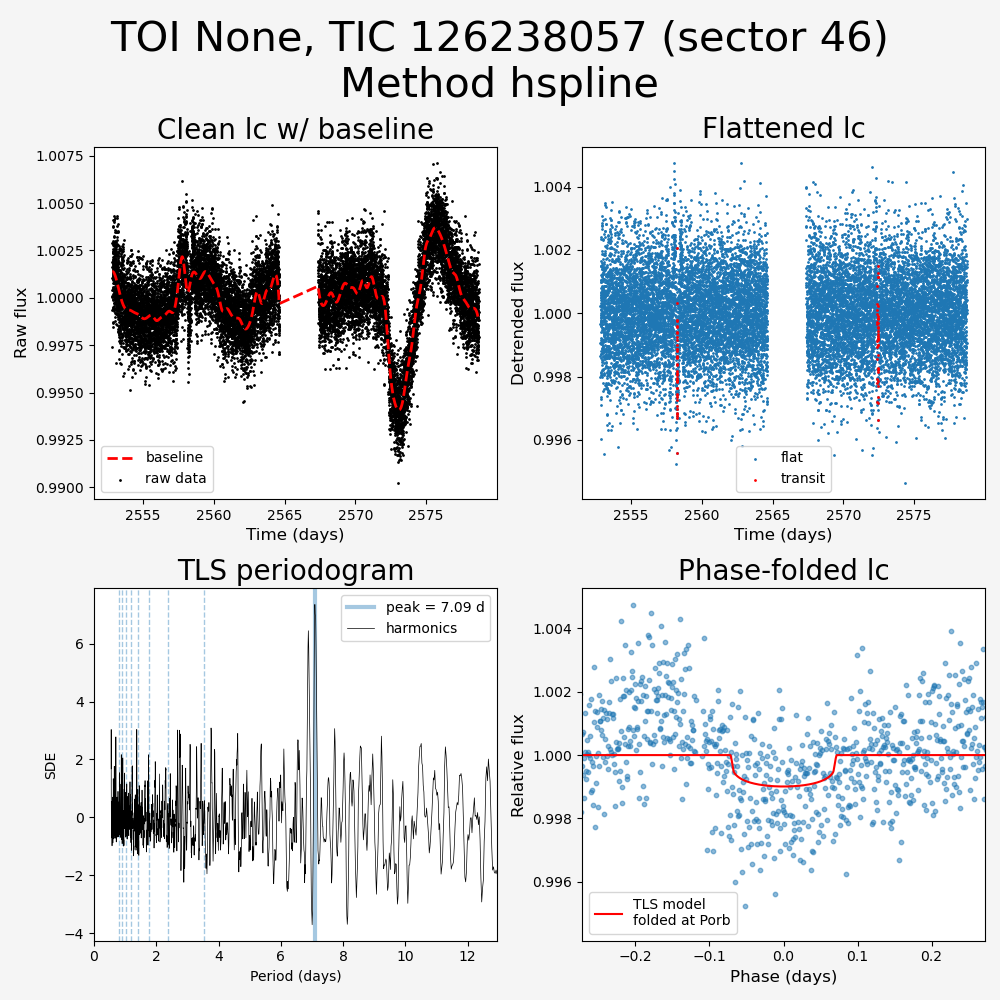 TOI None, TIC 126238057 (sector 46)
Method hspline
Clean lc w/ baseline
1.0075
1.0050
1.0025
1.0000
0.9975
0.9950
0.9925
0.9900
Raw flux
baseline
raw data
2555
2560
2565
2570
2575
Time (days)
Flattened lc
1.004
1.002
1.000
0.998
0.996
Detrended flux
flat
transit
2555
2560
2565
2570
2575
Time (days)
TLS periodogram
6
4
2
0
−2
−4
SDE
peak = 7.09 d
harmonics
0
2
4
6
8
10
12
Period (days)
Phase-folded lc
1.004
1.002
1.000
0.998
0.996
Relative flux
TLS model
folded at Porb
−0.2
−0.1
0.0
0.1
0.2
Phase (days)